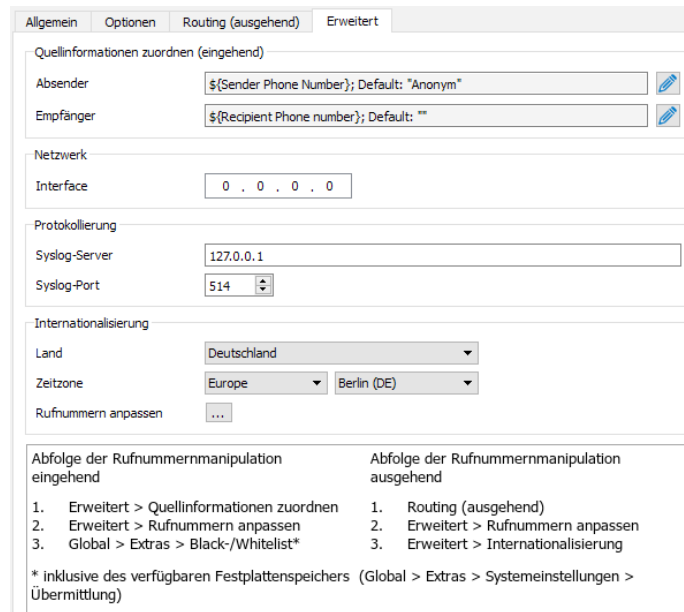 Allgemein Optionen Routing (ausgehend) Erweitert
Quellinformationen zuordnen (eingehend)
Absender ${Sender Phone Number}; Default: "Anonym"
Empfänger ${Recipient Phone number}; Default: ""
Netzwerk
Interface 0 . 0 . 0 . 0
Protokollierung
Syslog-Server 127.0.0.1
Syslog-Port 514
Internationalisierung
Land Deutschland
Zeitzone Europe Berlin (DE)
Rufnummern anpassen ...
Abfolge der Rufnummernmanipulation
eingehend
1. Erweitert > Quellinformationen zuordnen
2. Erweitert > Rufnummern anpassen
3. Global > Extras > Black-/Whitelist*
Abfolge der Rufnummernmanipulation
ausgehend
1. Routing (ausgehend)
2. Erweitert > Rufnummern anpassen
3. Erweitert > Internationalisierung
* inklusive des verfügbaren Festplattenspeichers (Global > Extras > Systemeinstellungen >
Übermittlung)